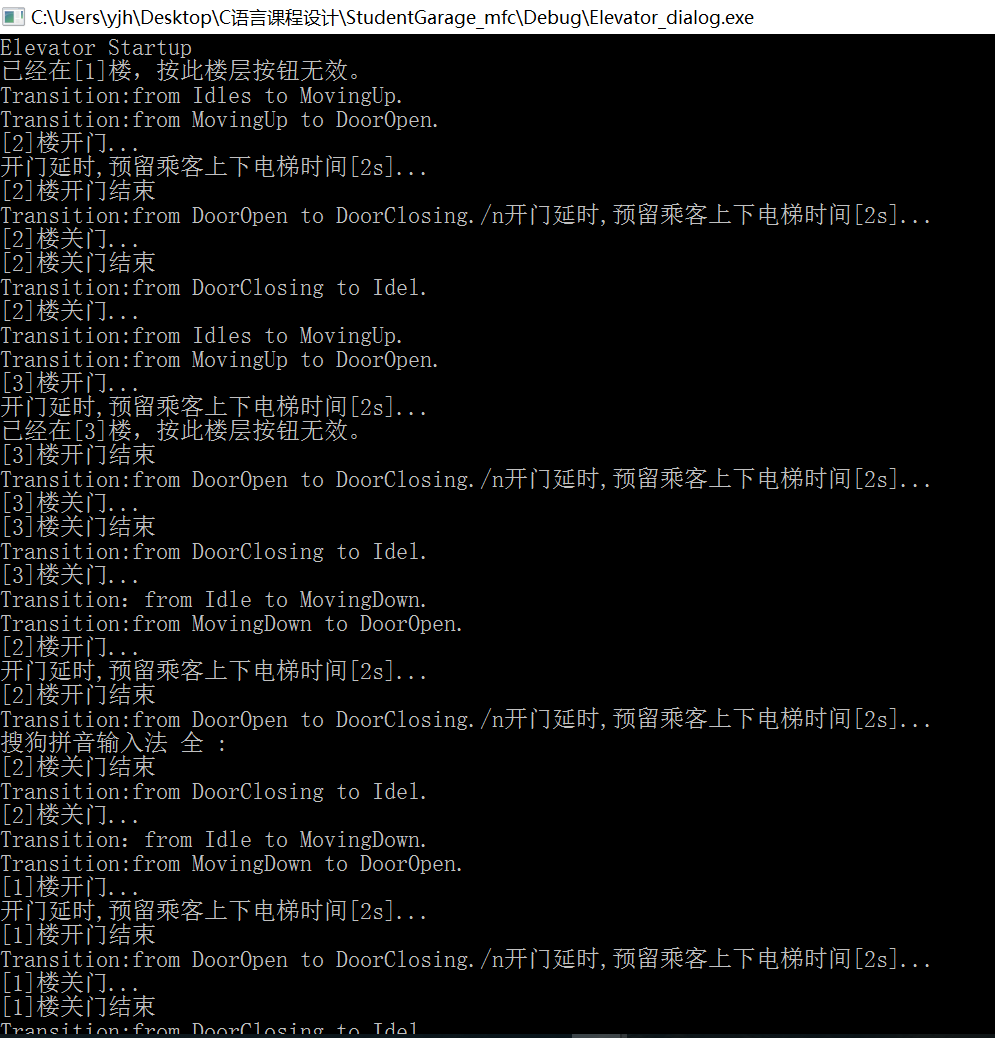 C:\Users\yjh\Desktop\C语言课程设计\StudentGarage_mfc\Debug\Elevator_dialog.exe
Elevator Startup
已经在[1]楼，按此楼层按钮无效。
Transition:from Idles to MovingUp.
Transition:from MovingUp to DoorOpen.
[2]楼开门...
开门延时,预留乘客上下电梯时间[2s]...
[2]楼开门结束
Transition:from DoorOpen to DoorClosing./n开门延时,预留乘客上下电梯时间[2s]...
[2]楼关门...
[2]楼关门结束
Transition:from DoorClosing to Idel.
[2]楼关门...
Transition:from Idles to MovingUp.
Transition:from MovingUp to DoorOpen.
[3]楼开门...
开门延时,预留乘客上下电梯时间[2s]...
已经在[3]楼，按此楼层按钮无效。
[3]楼开门结束
Transition:from DoorOpen to DoorClosing./n开门延时,预留乘客上下电梯时间[2s]...
[3]楼关门...
[3]楼关门结束
Transition:from DoorClosing to Idel.
[3]楼关门...
Transition：from Idle to MovingDown.
Transition:from MovingDown to DoorOpen.
[2]楼开门...
开门延时,预留乘客上下电梯时间[2s]...
[2]楼开门结束
Transition:from DoorOpen to DoorClosing./n开门延时,预留乘客上下电梯时间[2s]...
搜狗拼音输入法 全 :
[2]楼关门结束
Transition:from DoorClosing to Idel.
[2]楼关门...
Transition：from Idle to MovingDown.
Transition:from MovingDown to DoorOpen.
[1]楼开门...
开门延时,预留乘客上下电梯时间[2s]...
[1]楼开门结束
Transition:from DoorOpen to DoorClosing./n开门延时,预留乘客上下电梯时间[2s]...
[1]楼关门...
[1]楼关门结束
Transition:from DoorClosing to Idel.